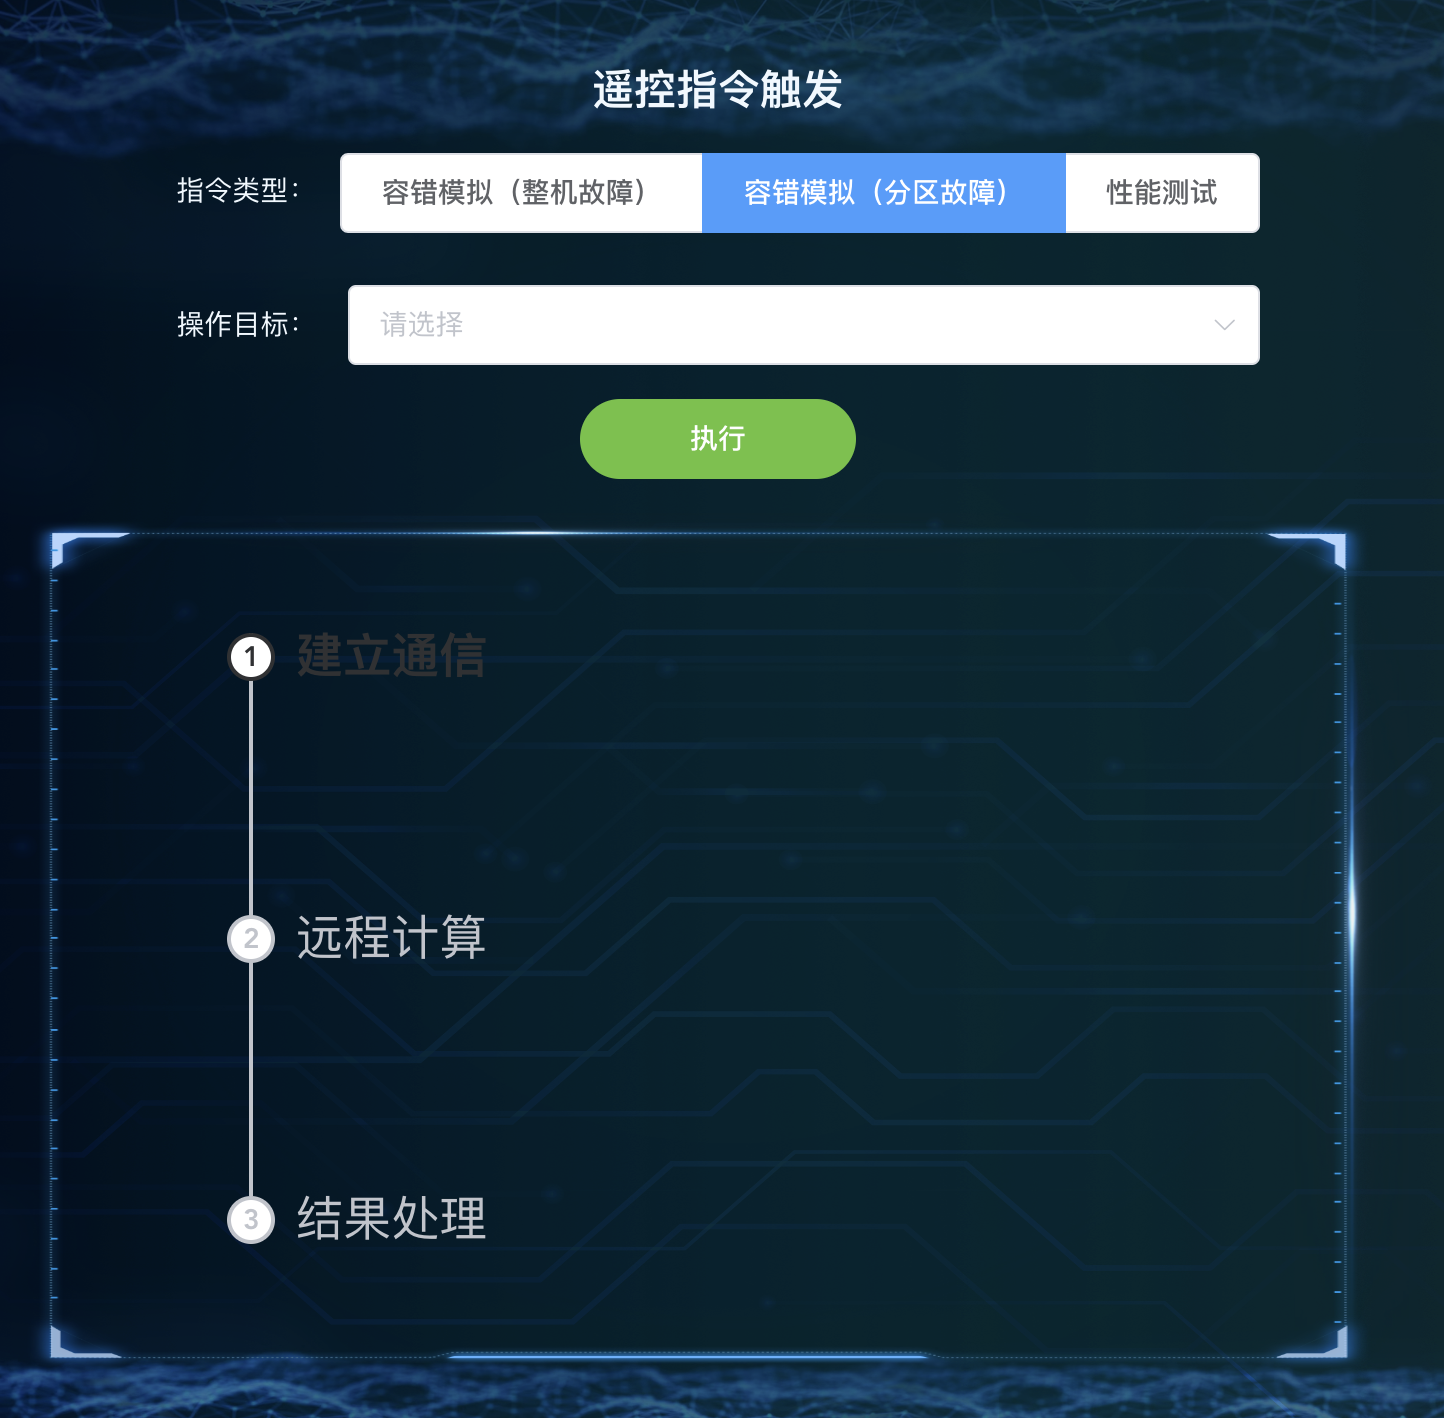 遥控指令触发
指令类型：
容错模拟（整机故障）
容错模拟（分区故障）
性能测试
操作目标：
请选择
执行
1 建立通信
2 远程计算
3 结果处理